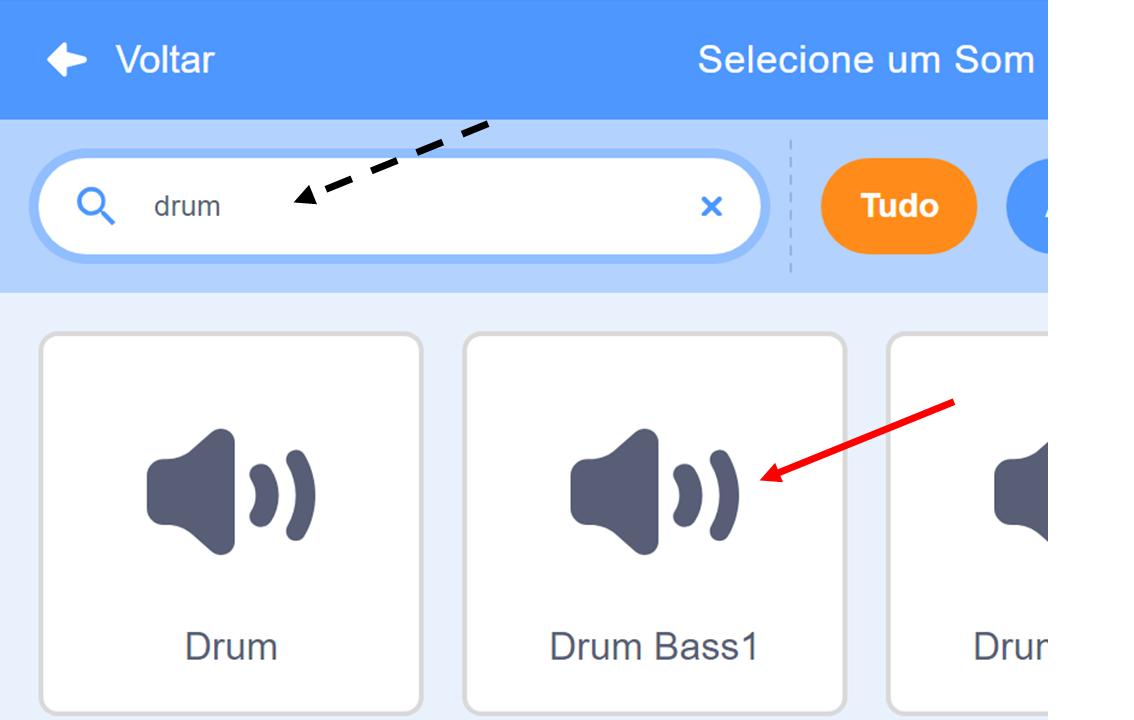 Voltar
Selecione um Som
drum
Tudo
Drum
Drum Bass1